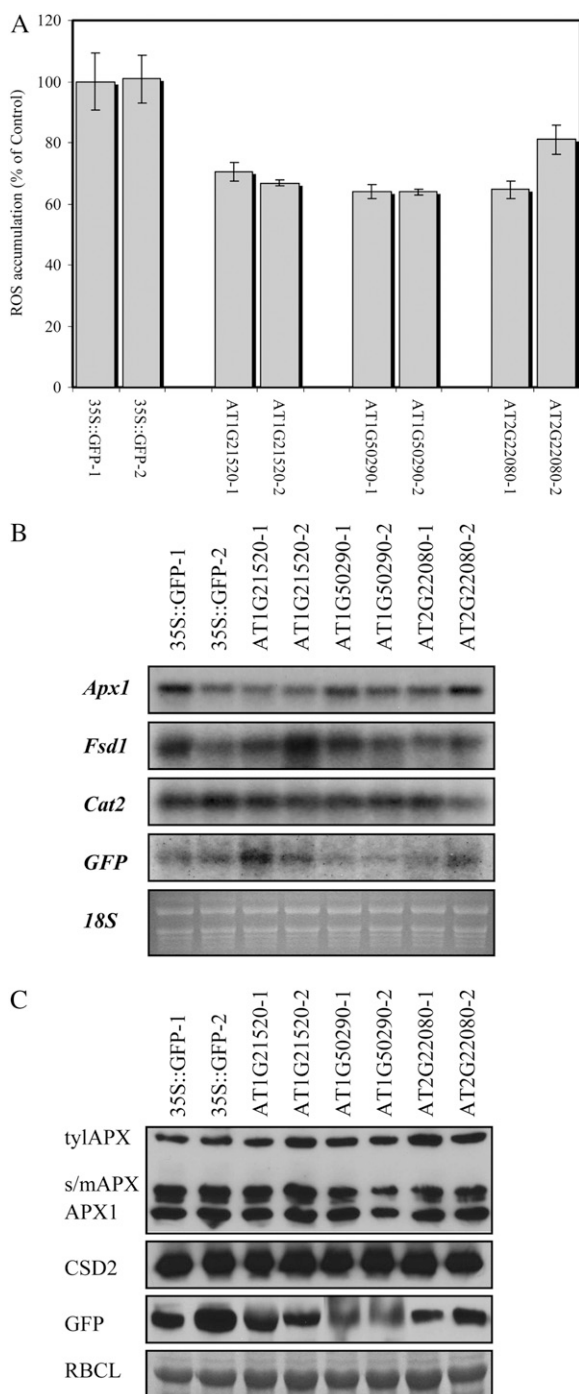 A
ROS accumulation (% of Control)
120
100
80
60
40
20
0
35S::GFP-1
35S::GFP-2
AT1G21520-1
AT1G21520-2
AT1G50290-1
AT1G50290-2
AT2G22080-1
AT2G22080-2
B
35S::GFP-1
35S::GFP-2
AT1G21520-1
AT1G21520-2
AT1G50290-1
AT1G50290-2
AT2G22080-1
AT2G22080-2
Apx1
Fsd1
Cat2
GFP
18S
C
35S::GFP-1
35S::GFP-2
AT1G21520-1
AT1G21520-2
AT1G50290-1
AT1G50290-2
AT2G22080-1
AT2G22080-2
tylAPX
s/mAPX
APX1
CSD2
GFP
RBCL